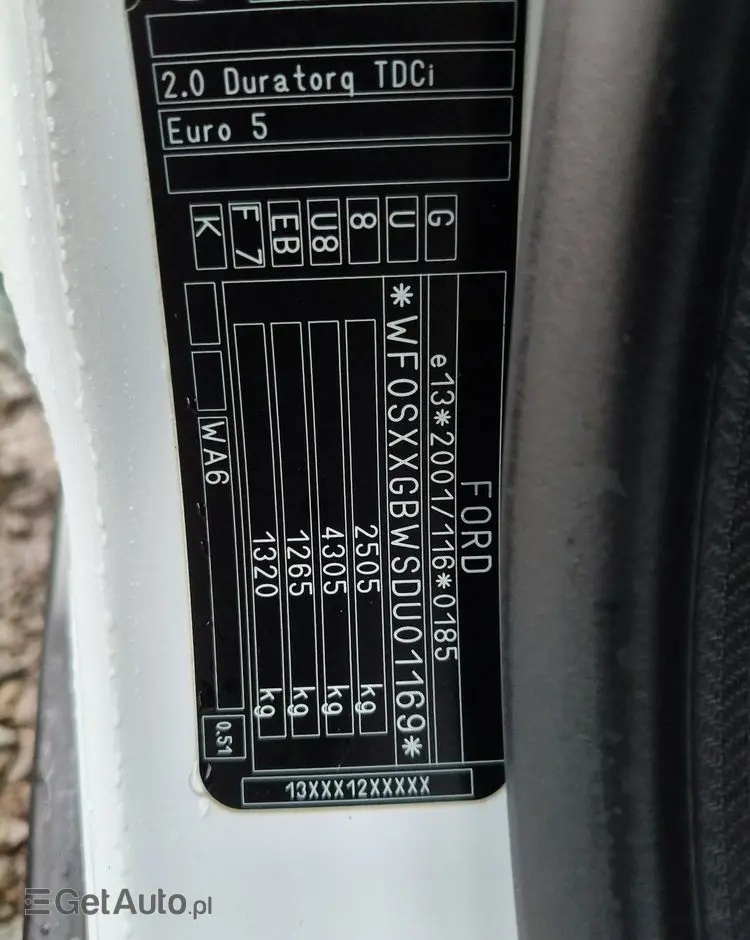 2.0 Duratorq TDCi
Euro 5
K F7 EB U8 8 U G
FORD
e13*2001/116*0185
*WF0SXXGBWSDU01169*
2505 kg
4305 kg
1265 kg
1320 kg
WA6
0.51
13XXX12XXXXX
GetAuto.pl